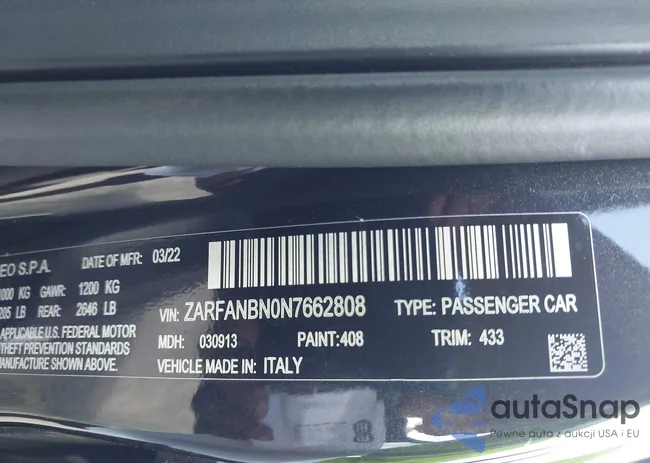 EO S.P.A. DATE OF MFR: 03/22
000 KG GAWR: 1200 KG
205 LB REAR: 2646 LB
VIN: ZARFANBN0N7662808 TYPE: PASSENGER CAR
APPLICABLE U.S. FEDERAL MOTOR
THEFT PREVENTION STANDARDS
MANUFACTURE SHOWN ABOVE.
MDH: 030913 PAINT:408 TRIM: 433
VEHICLE MADE IN: ITALY
autaSnap
Pewne auta z aukcji USA i EU